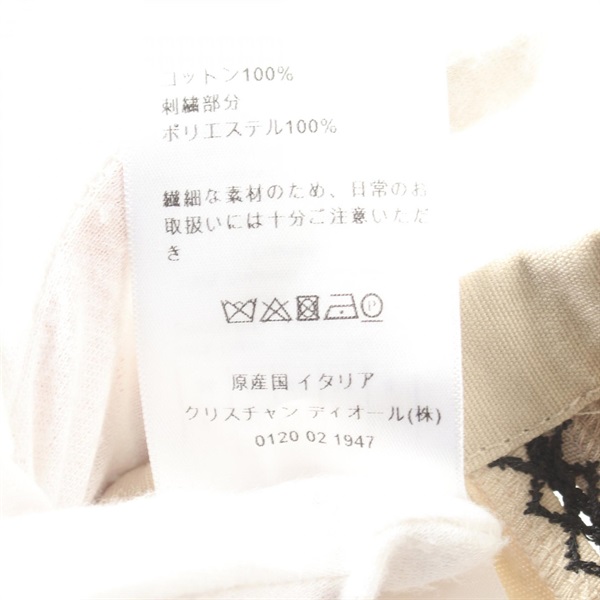 コットン100%
刺繍部分
ポリエステル100%
繊細な素材のため、日常のお
取扱いには十分ご注意いただ
き
原産国 イタリア
クリスチャン ディオール(株)
0120 02 1947